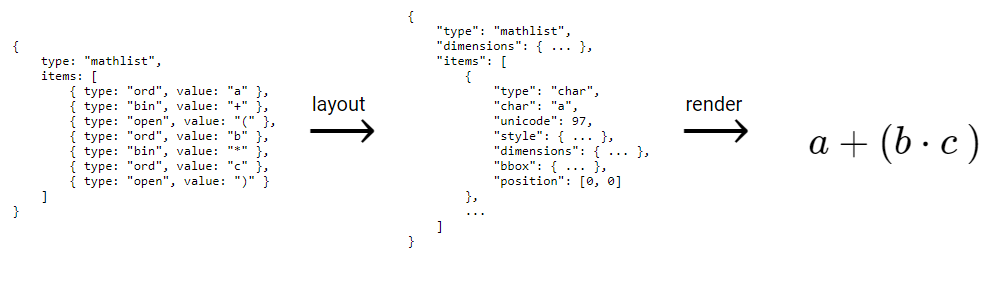 {
    type: "mathlist",
    items: [
        { type: "ord", value: "a" },
        { type: "bin", value: "+" },
        { type: "open", value: "(" },
        { type: "ord", value: "b" },
        { type: "bin", value: "*" },
        { type: "ord", value: "c" },
        { type: "open", value: ")" }
    ]
}
layout
{
    "type": "mathlist",
    "dimensions": { ... },
    "items": [
        {
            "type": "char",
            "char": "a",
            "unicode": 97,
            "style": { ... },
            "dimensions": { ... },
            "bbox": { ... },
            "position": [0, 0]
        },
        ...
    ]
}
render
a + (b · c )